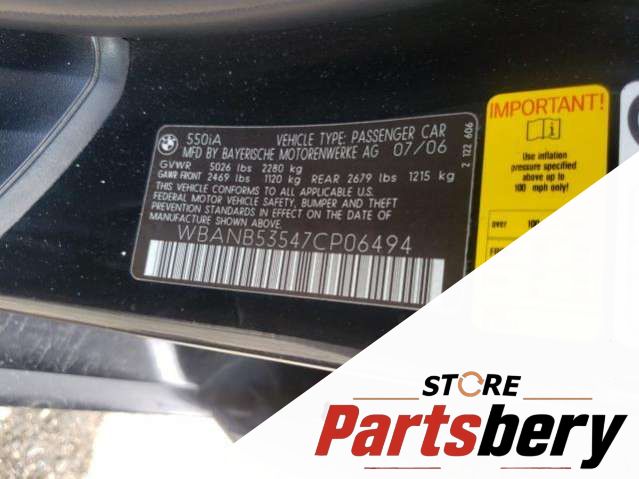 550iA VEHICLE TYPE: PASSENGER CAR
MFD BY BAYERISCHE MOTORENWERKE AG 07/06
GVWR 5026 lbs 2280 kg
GAWR FRONT 2469 lbs 1120 kg REAR 2679 lbs 1215 kg
THIS VEHICLE CONFORMS TO ALL APPLICABLE U.S.
FEDERAL MOTOR VEHICLE SAFETY, BUMPER AND THEFT
PREVENTION STANDARDS IN EFFECT ON THE DATE OF
MANUFACTURE SHOWN ABOVE.
WBANB53547CP06494
2 122 606
IMPORTANT!
Use inflation
pressure specified
above up to
100 mph only!
over 100
STORE
Partsbery